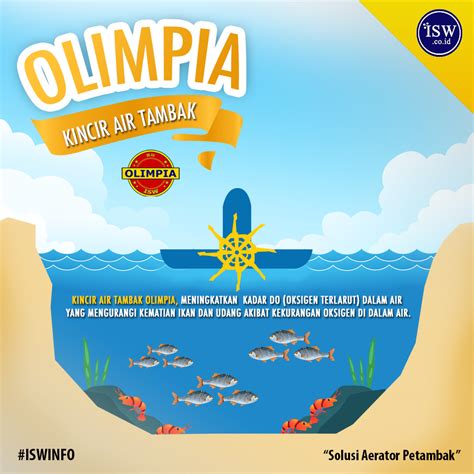 OLIMPIA
KINCIR AIR TAMBAK
ISW
.co.id
OLIMPIA
ISW
KINCIR AIR TAMBAK OLIMPIA, MENINGKATKAN KADAR DO (OKSIGEN TERLARUT) DALAM AIR
YANG MENGURANGI KEMATIAN IKAN DAN UDANG AKIBAT KEKURANGAN OKSIGEN DI DALAM AIR.
#ISWINFO
“Solusi Aerator Petambak”